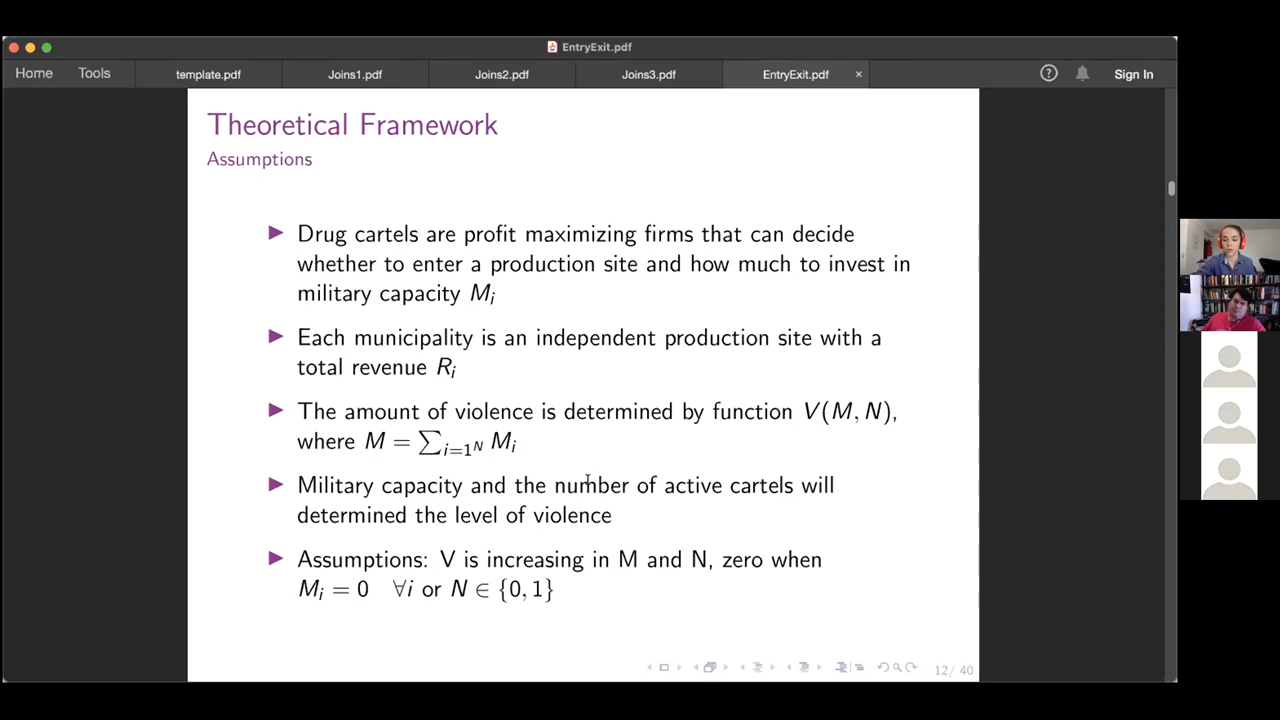 EntryExit.pdf
Home Tools template.pdf Joins1.pdf Joins2.pdf Joins3.pdf EntryExit.pdf × ? Sign In
Theoretical Framework
Assumptions
▶ Drug cartels are profit maximizing firms that can decide
whether to enter a production site and how much to invest in
military capacity Mᵢ
▶ Each municipality is an independent production site with a
total revenue Rᵢ
▶ The amount of violence is determined by function V(M, N),
where M = ∑ᵢ₌₁ᴺ Mᵢ
▶ Military capacity and the number of active cartels will
determined the level of violence
▶ Assumptions: V is increasing in M and N, zero when
Mᵢ = 0 ∀i or N ∈ {0, 1}
12/ 40